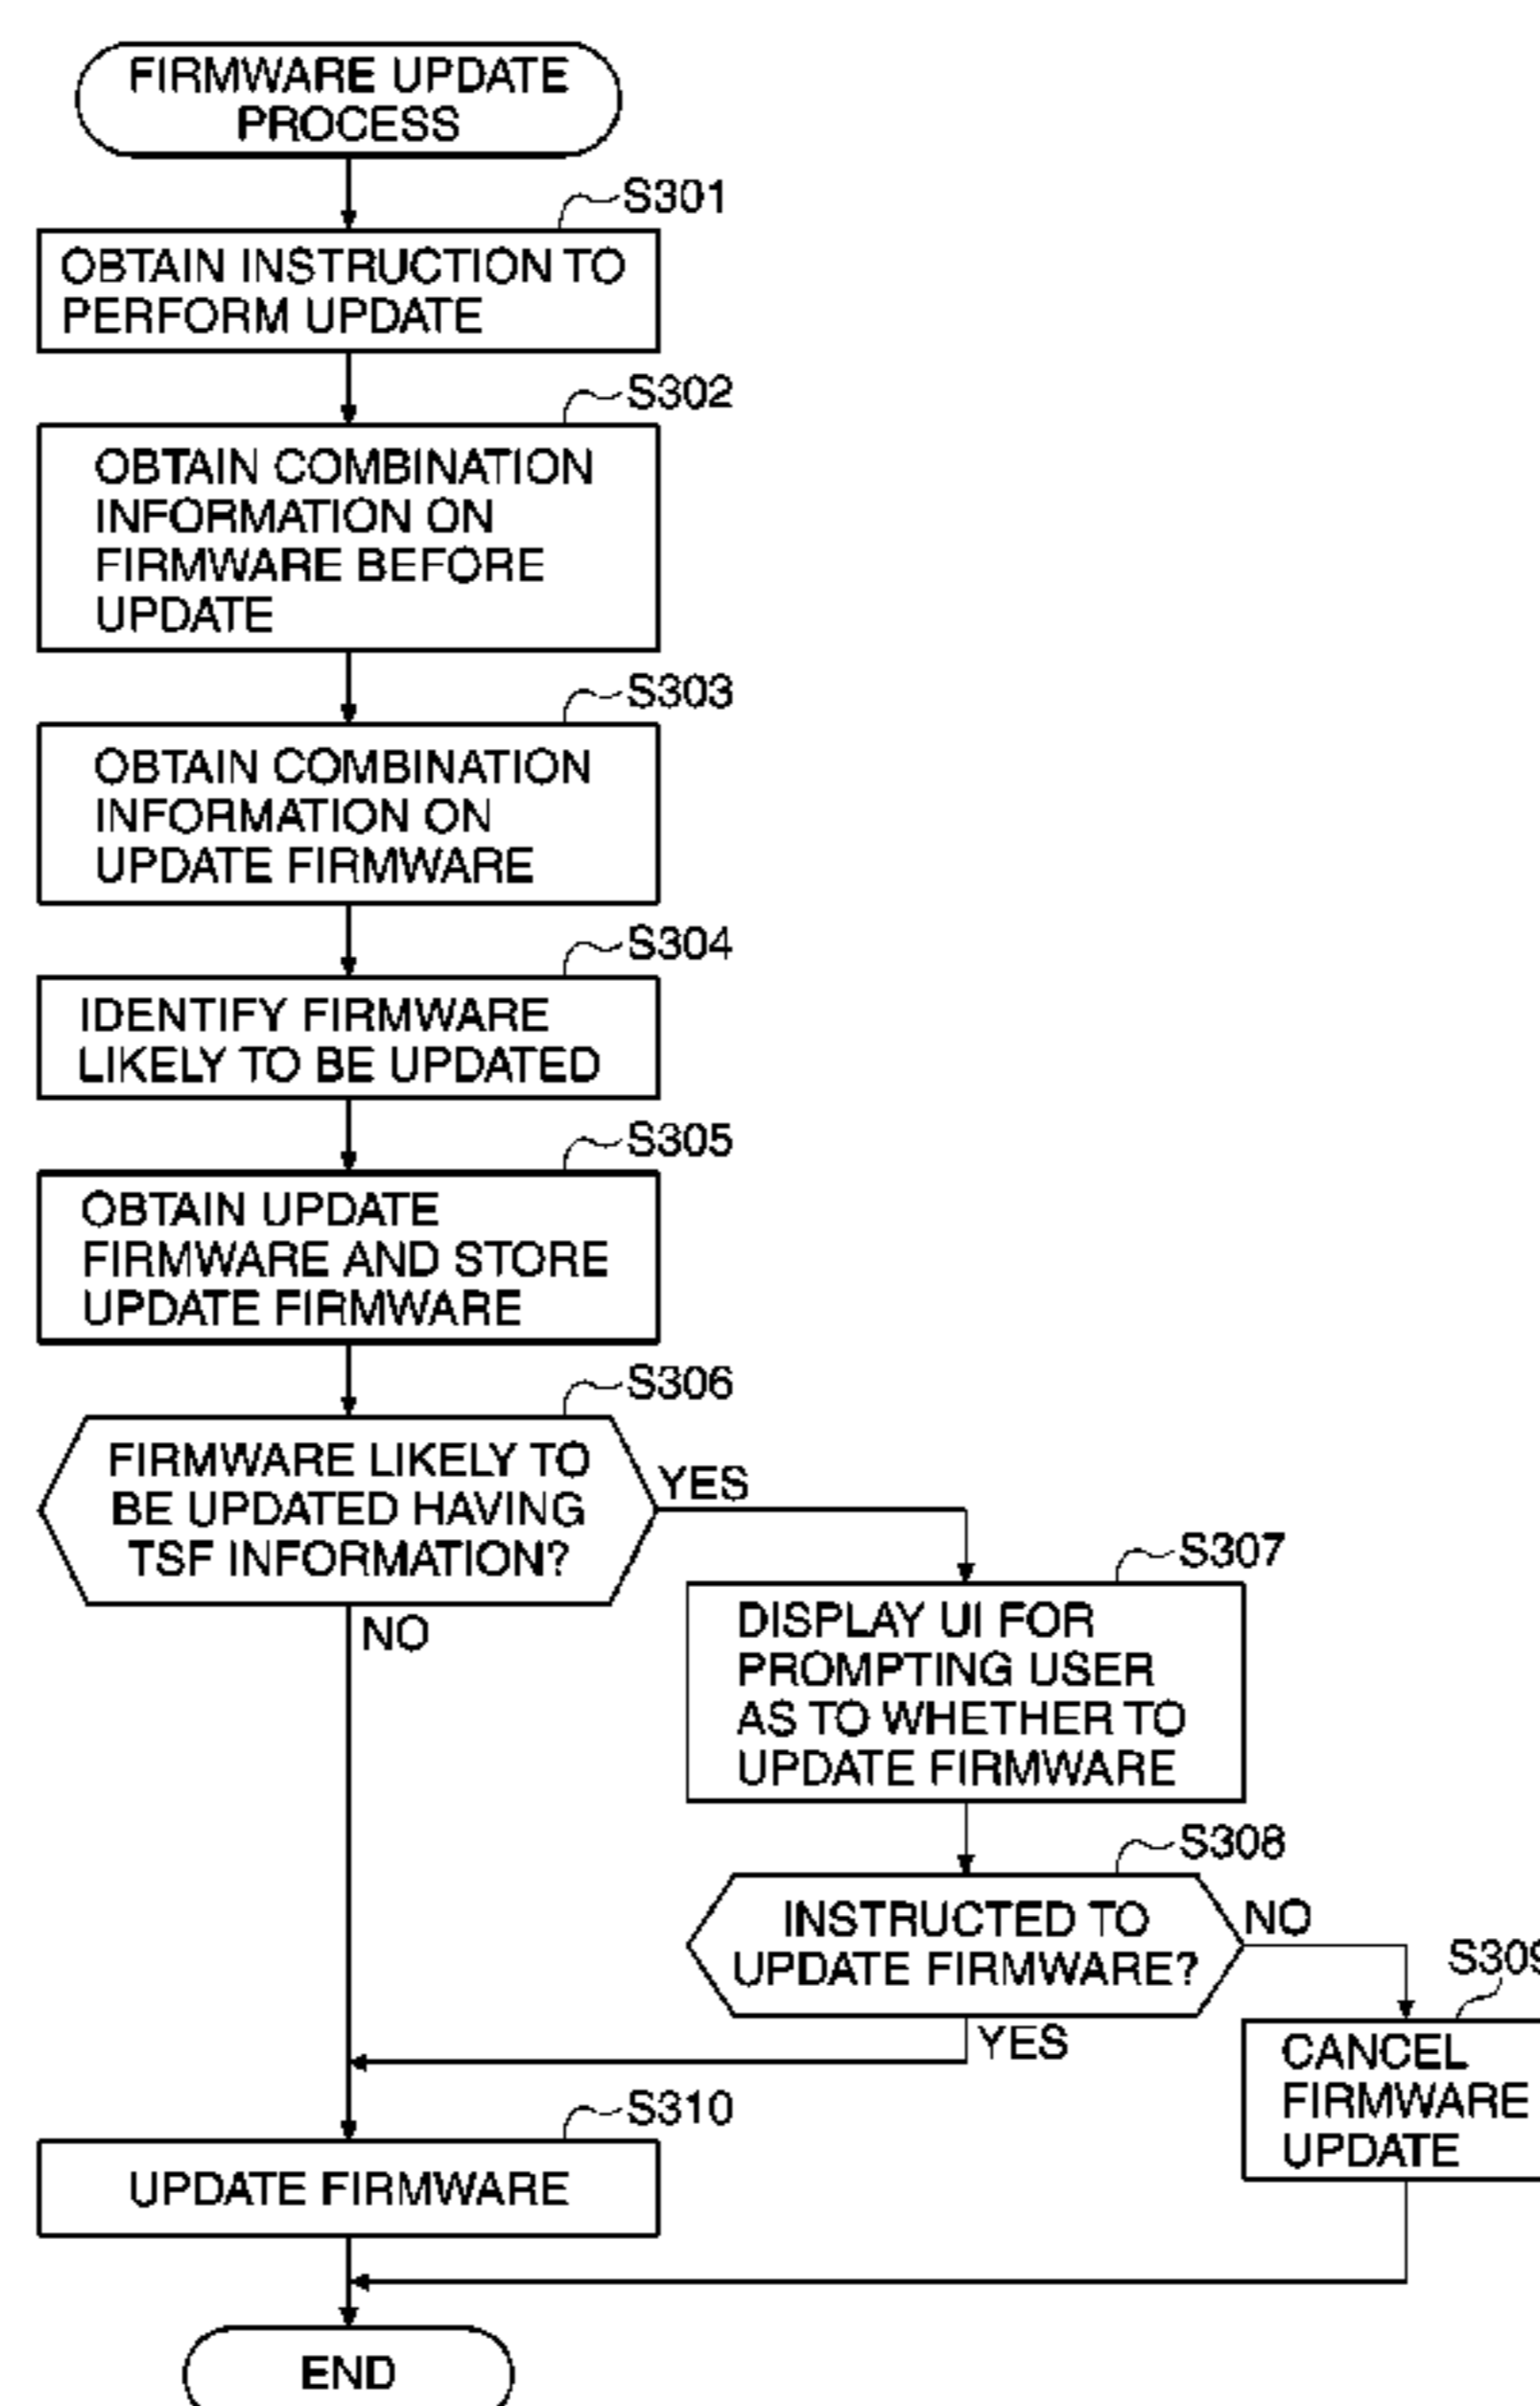 FIRMWARE UPDATE
PROCESS
S301
OBTAIN INSTRUCTION TO
PERFORM UPDATE
S302
OBTAIN COMBINATION
INFORMATION ON
FIRMWARE BEFORE
UPDATE
S303
OBTAIN COMBINATION
INFORMATION ON
UPDATE FIRMWARE
S304
IDENTIFY FIRMWARE
LIKELY TO BE UPDATED
S305
OBTAIN UPDATE
FIRMWARE AND STORE
UPDATE FIRMWARE
S306
FIRMWARE LIKELY TO
BE UPDATED HAVING
TSF INFORMATION?
YES
NO
S307
DISPLAY UI FOR
PROMPTING USER
AS TO WHETHER TO
UPDATE FIRMWARE
S308
INSTRUCTED TO
UPDATE FIRMWARE?
NO
YES
S309
CANCEL
FIRMWARE
UPDATE
S310
UPDATE FIRMWARE
END